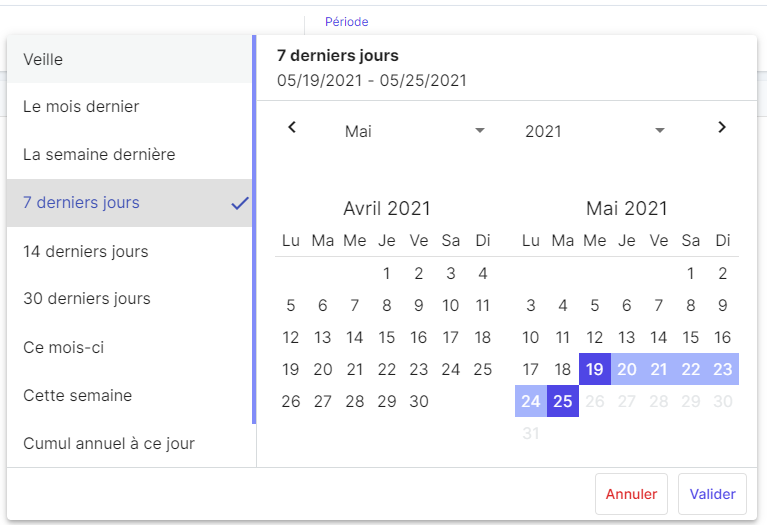 Période
Veille
Le mois dernier
La semaine dernière
7 derniers jours
14 derniers jours
30 derniers jours
Ce mois-ci
Cette semaine
Cumul annuel à ce jour
7 derniers jours
05/19/2021 - 05/25/2021
Mai 2021
Avril 2021
Lu Ma Me Je Ve Sa Di
1 2 3 4
5 6 7 8 9 10 11
12 13 14 15 16 17 18
19 20 21 22 23 24 25
26 27 28 29 30
Mai 2021
Lu Ma Me Je Ve Sa Di
1 2
3 4 5 6 7 8 9
10 11 12 13 14 15 16
17 18 19 20 21 22 23
24 25 26 27 28 29 30
31
Annuler Valider